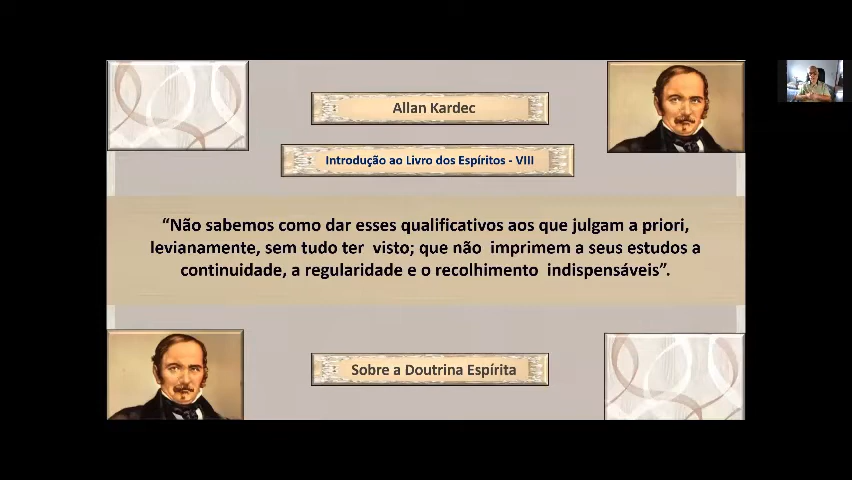 Allan Kardec
Introdução ao Livro dos Espíritos - VIII
“Não sabemos como dar esses qualificativos aos que julgam a priori,
levianamente, sem tudo ter visto; que não imprimem a seus estudos a
continuidade, a regularidade e o recolhimento indispensáveis”.
Sobre a Doutrina Espírita